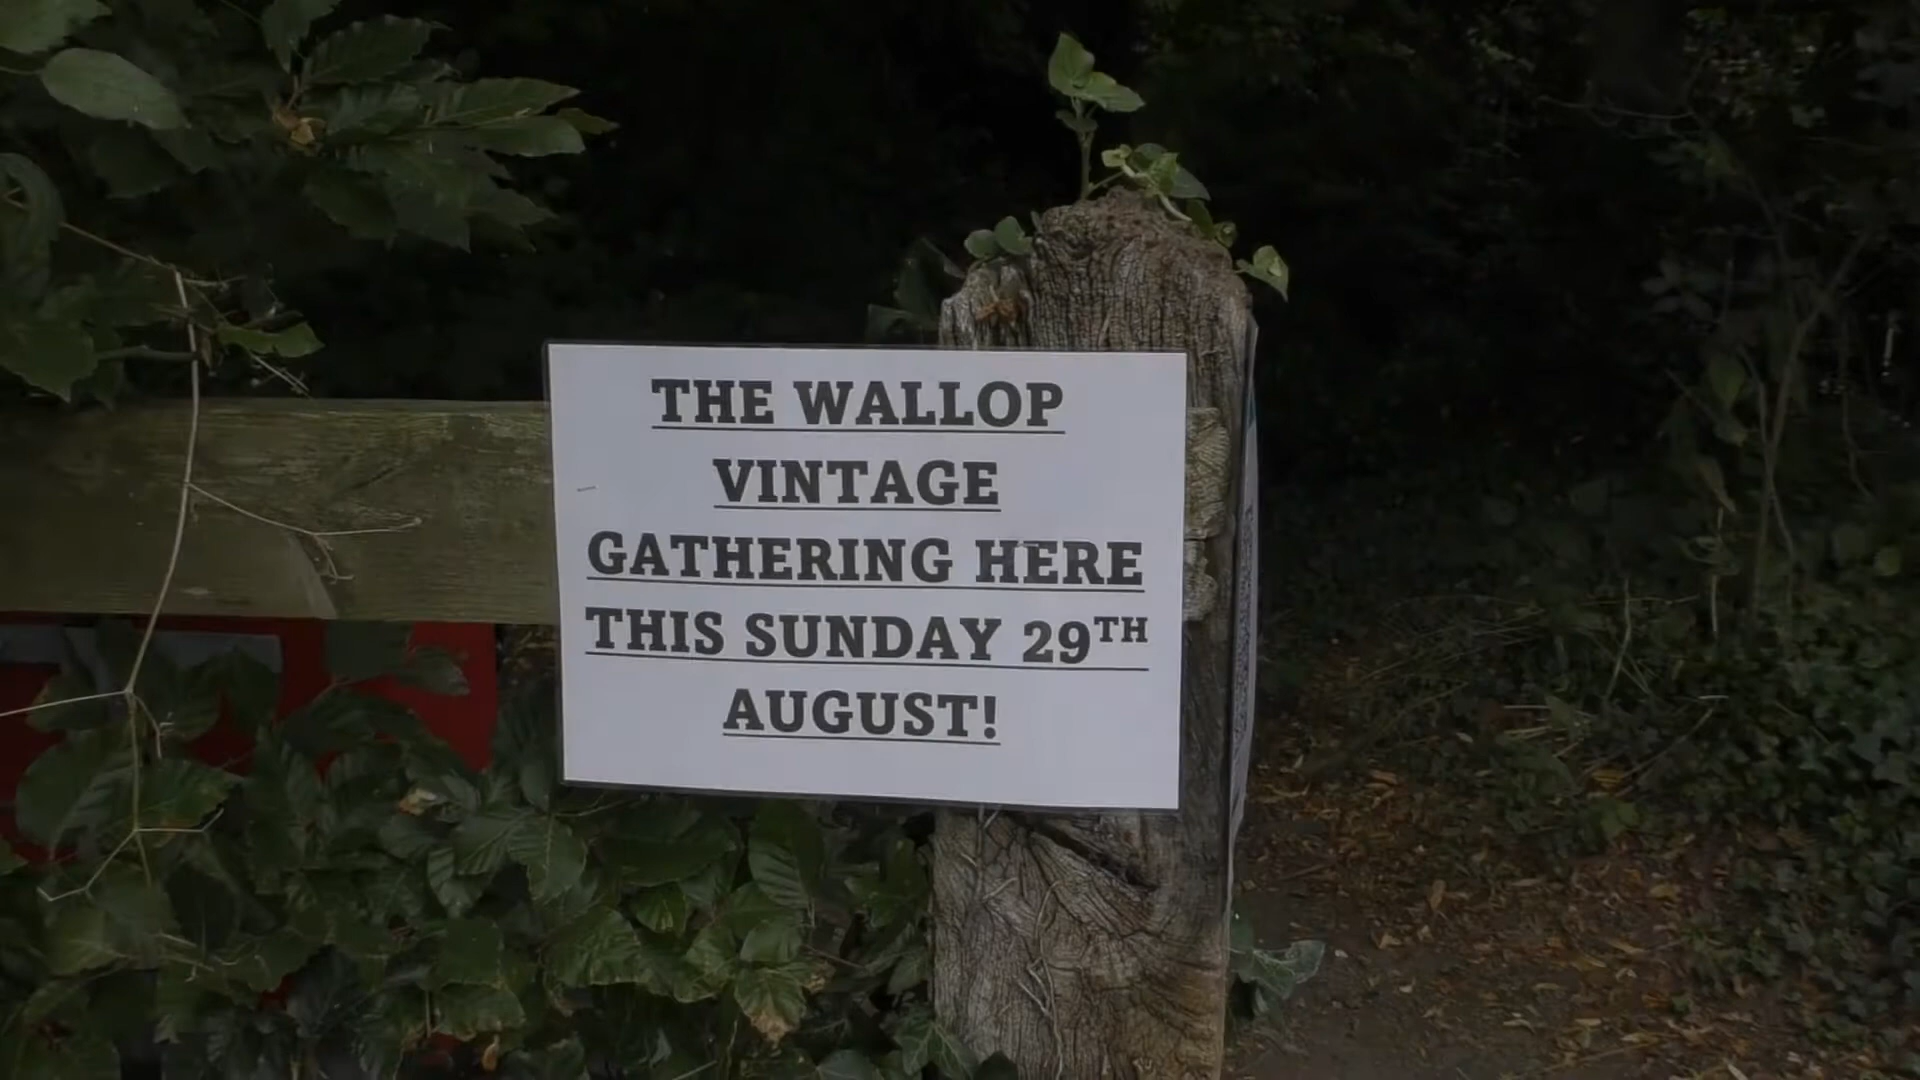 THE WALLOP
VINTAGE
GATHERING HERE
THIS SUNDAY 29TH
AUGUST!